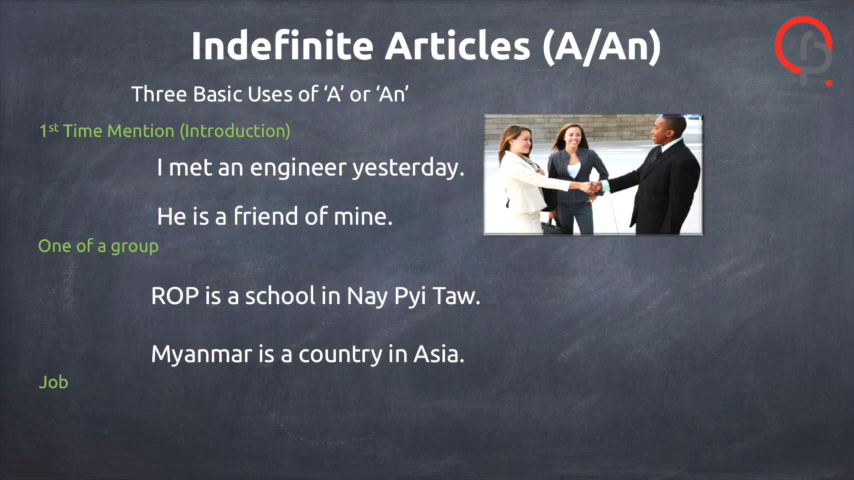 Indefinite Articles (A/An)
Three Basic Uses of ‘A’ or ‘An’
1st Time Mention (Introduction)
I met an engineer yesterday.
He is a friend of mine.
One of a group
ROP is a school in Nay Pyi Taw.
Myanmar is a country in Asia.
Job